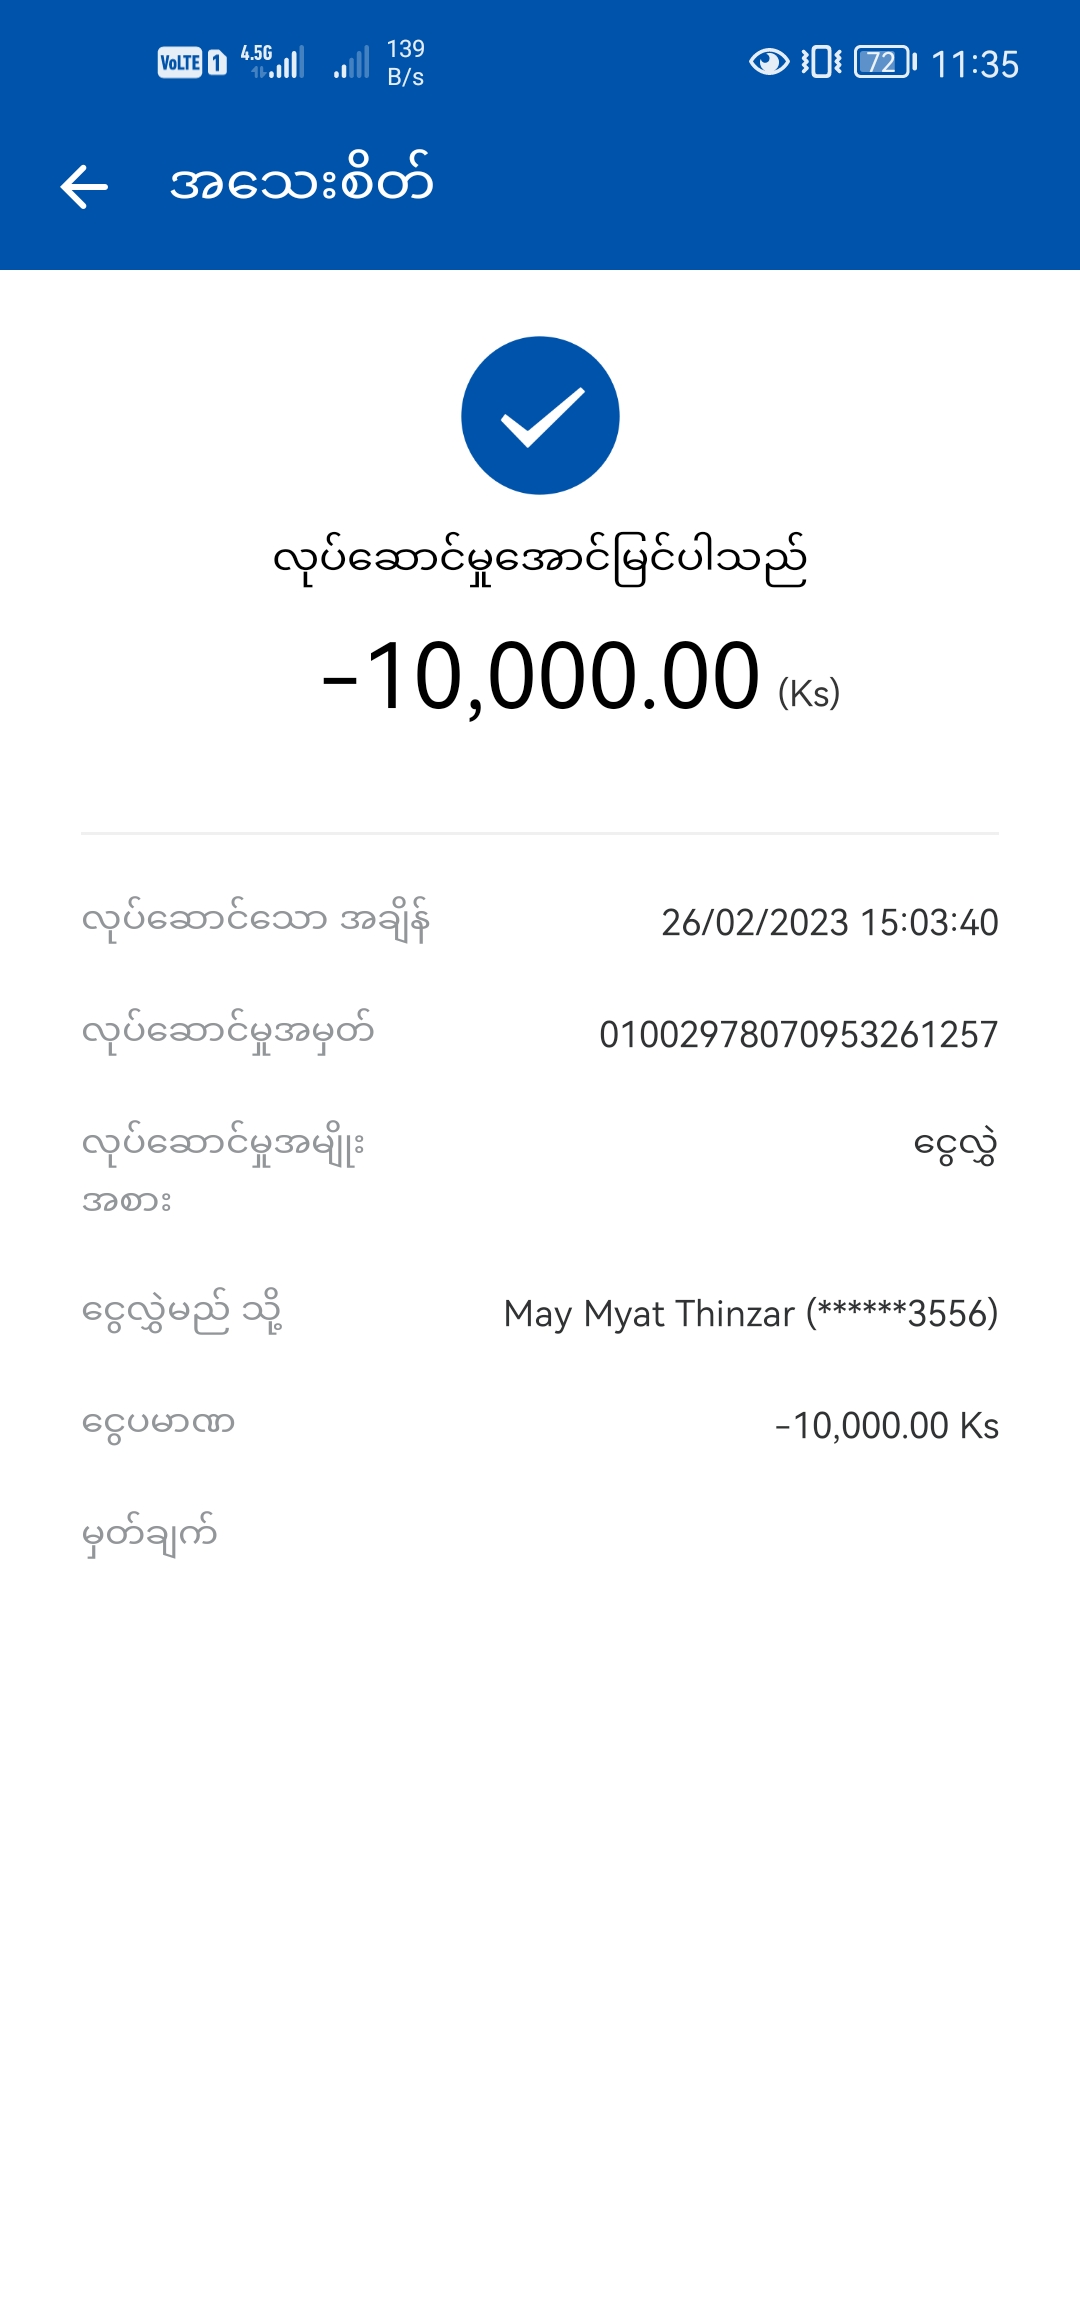 VoLTE 1 4.5G 139 B/s 72 11:35
အသေးစိတ်
လုပ်ဆောင်မှုအောင်မြင်ပါသည်
-10,000.00 (Ks)
လုပ်ဆောင်သော အချိန် 26/02/2023 15:03:40
လုပ်ဆောင်မှုအမှတ် 01002978070953261257
လုပ်ဆောင်မှုအမျိုး ငွေလွှဲ
အစား
ငွေလွှဲမည် သို့ May Myat Thinzar (******3556)
ငွေပမာဏ -10,000.00 Ks
မှတ်ချက်